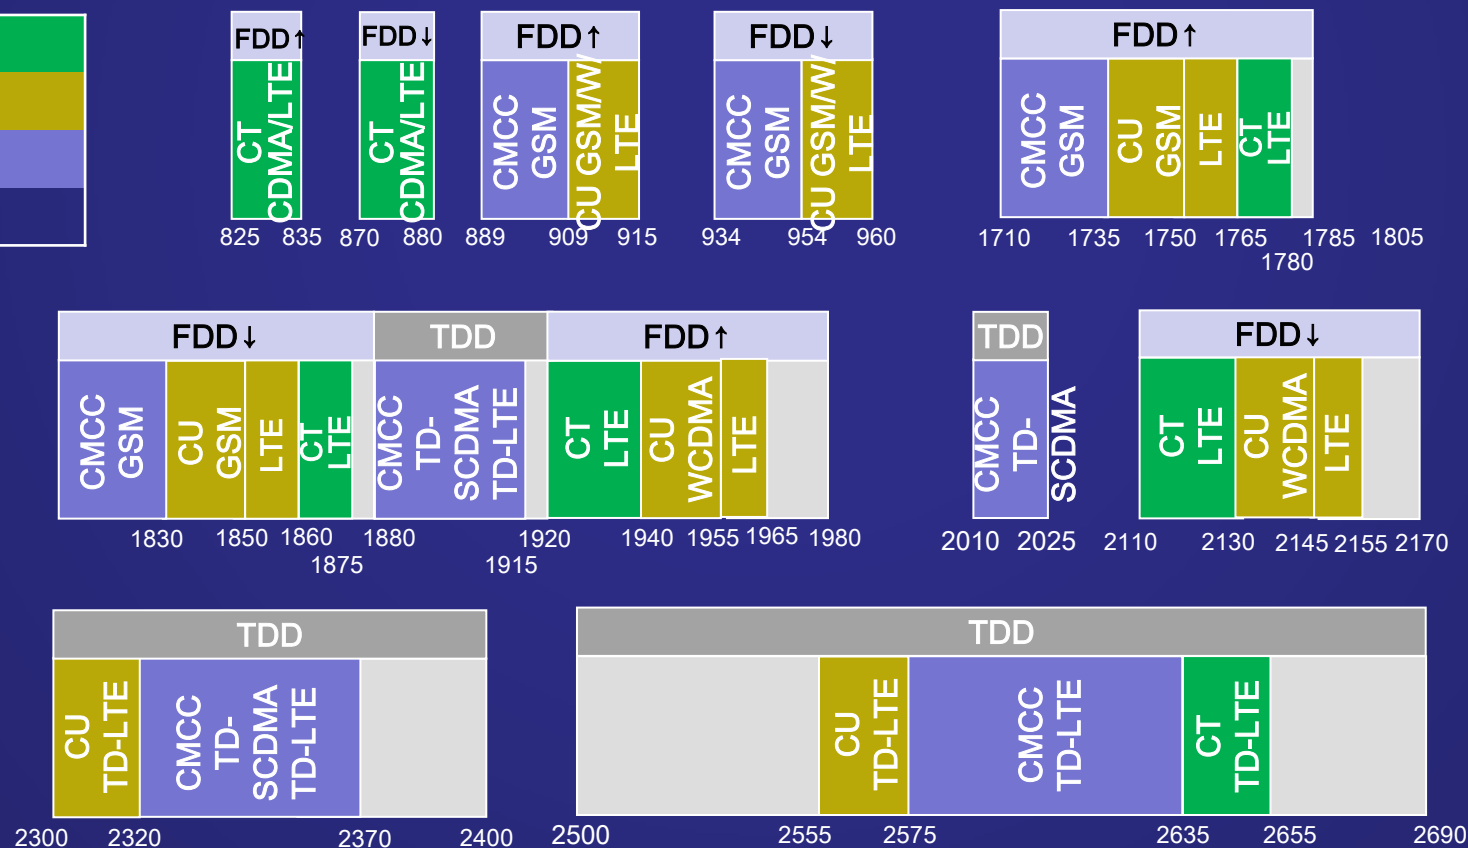 FDD↑
CT
CDMA/LTE
825 835
FDD↓
CT
CDMA/LTE
870 880
FDD↑
CMCC
GSM
CU GSM/W/
LTE
889 909 915
FDD↓
CMCC
GSM
CU GSM/W/
LTE
934 954 960
FDD↑
CMCC
GSM
CU
GSM
LTE
CT
LTE
1710 1735 1750 1765 1785 1805
1780
FDD↓
CMCC
GSM
CU
GSM
LTE
CT
LTE
TDD
CMCC
TD-
SCDMA
TD-LTE
FDD↑
CT
LTE
CU
WCDMA
LTE
1830 1850 1860 1880 1920 1940 1955 1965 1980
1875 1915
TDD
CMCC
TD-
SCDMA
2010 2025
FDD↓
CT
LTE
CU
WCDMA
LTE
2110 2130 2145 2155 2170
TDD
CU
TD-LTE
CMCC
TD-
SCDMA
TD-LTE
2300 2320 2370 2400
TDD
CU
TD-LTE
CMCC
TD-LTE
CT
TD-LTE
2500 2555 2575 2635 2655 2690